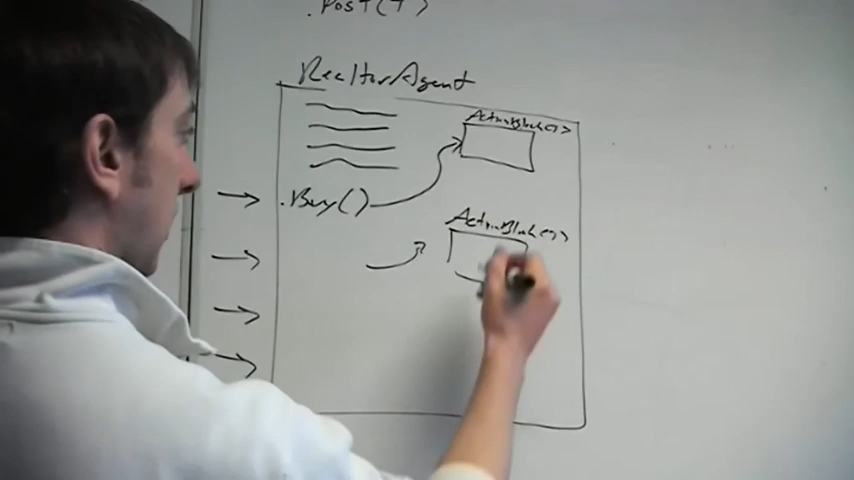 .Post(T)
RealtorAgent
ActionBlock<>
.Buy()
ActionBlock<>